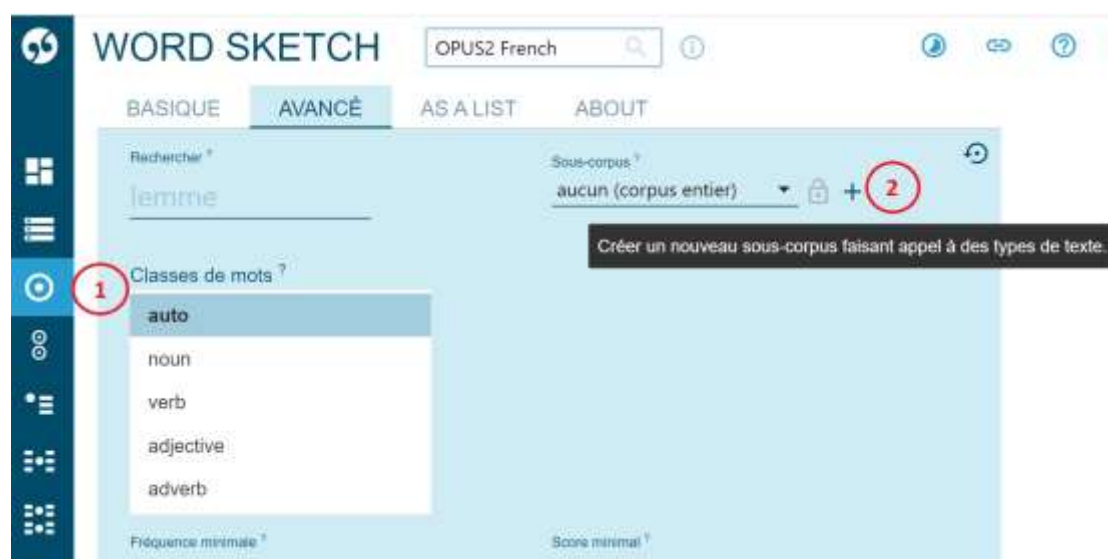 WORD SKETCH
OPUS2 French
BASIQUE AVANCÉ AS A LIST ABOUT
Rechercher ?
lemme
Sous-corpus ?
aucun (corpus entier)
+ 2
Créer un nouveau sous-corpus faisant appel à des types de texte.
1
Classes de mots ?
auto
noun
verb
adjective
adverb
Fréquence minimale ? Score minimal ?